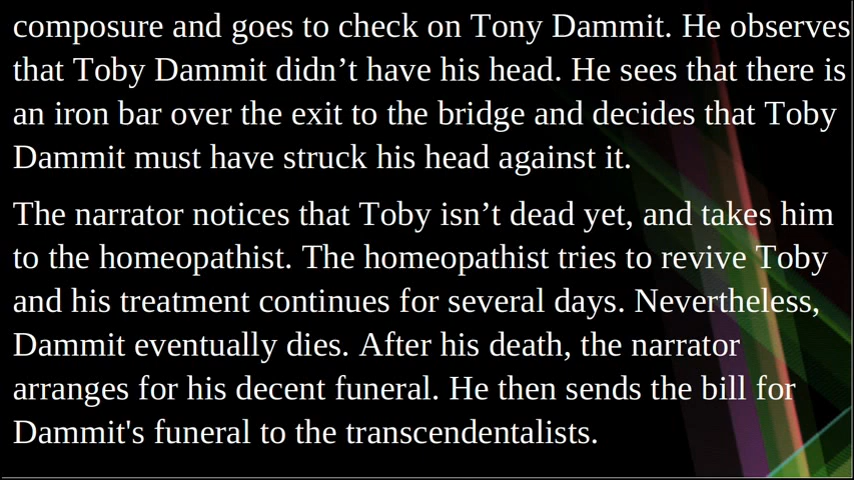 composure and goes to check on Tony Dammit. He observes
that Toby Dammit didn’t have his head. He sees that there is
an iron bar over the exit to the bridge and decides that Toby
Dammit must have struck his head against it.
The narrator notices that Toby isn’t dead yet, and takes him
to the homeopathist. The homeopathist tries to revive Toby
and his treatment continues for several days. Nevertheless,
Dammit eventually dies. After his death, the narrator
arranges for his decent funeral. He then sends the bill for
Dammit's funeral to the transcendentalists.